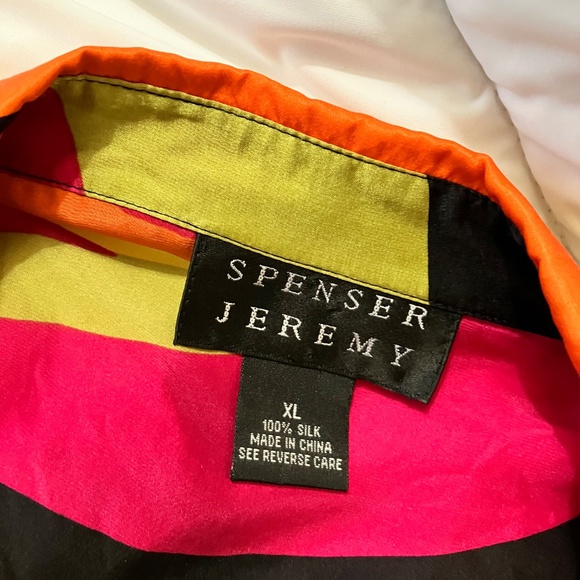 SPENSER
JEREMY
XL
100% SILK
MADE IN CHINA
SEE REVERSE CARE